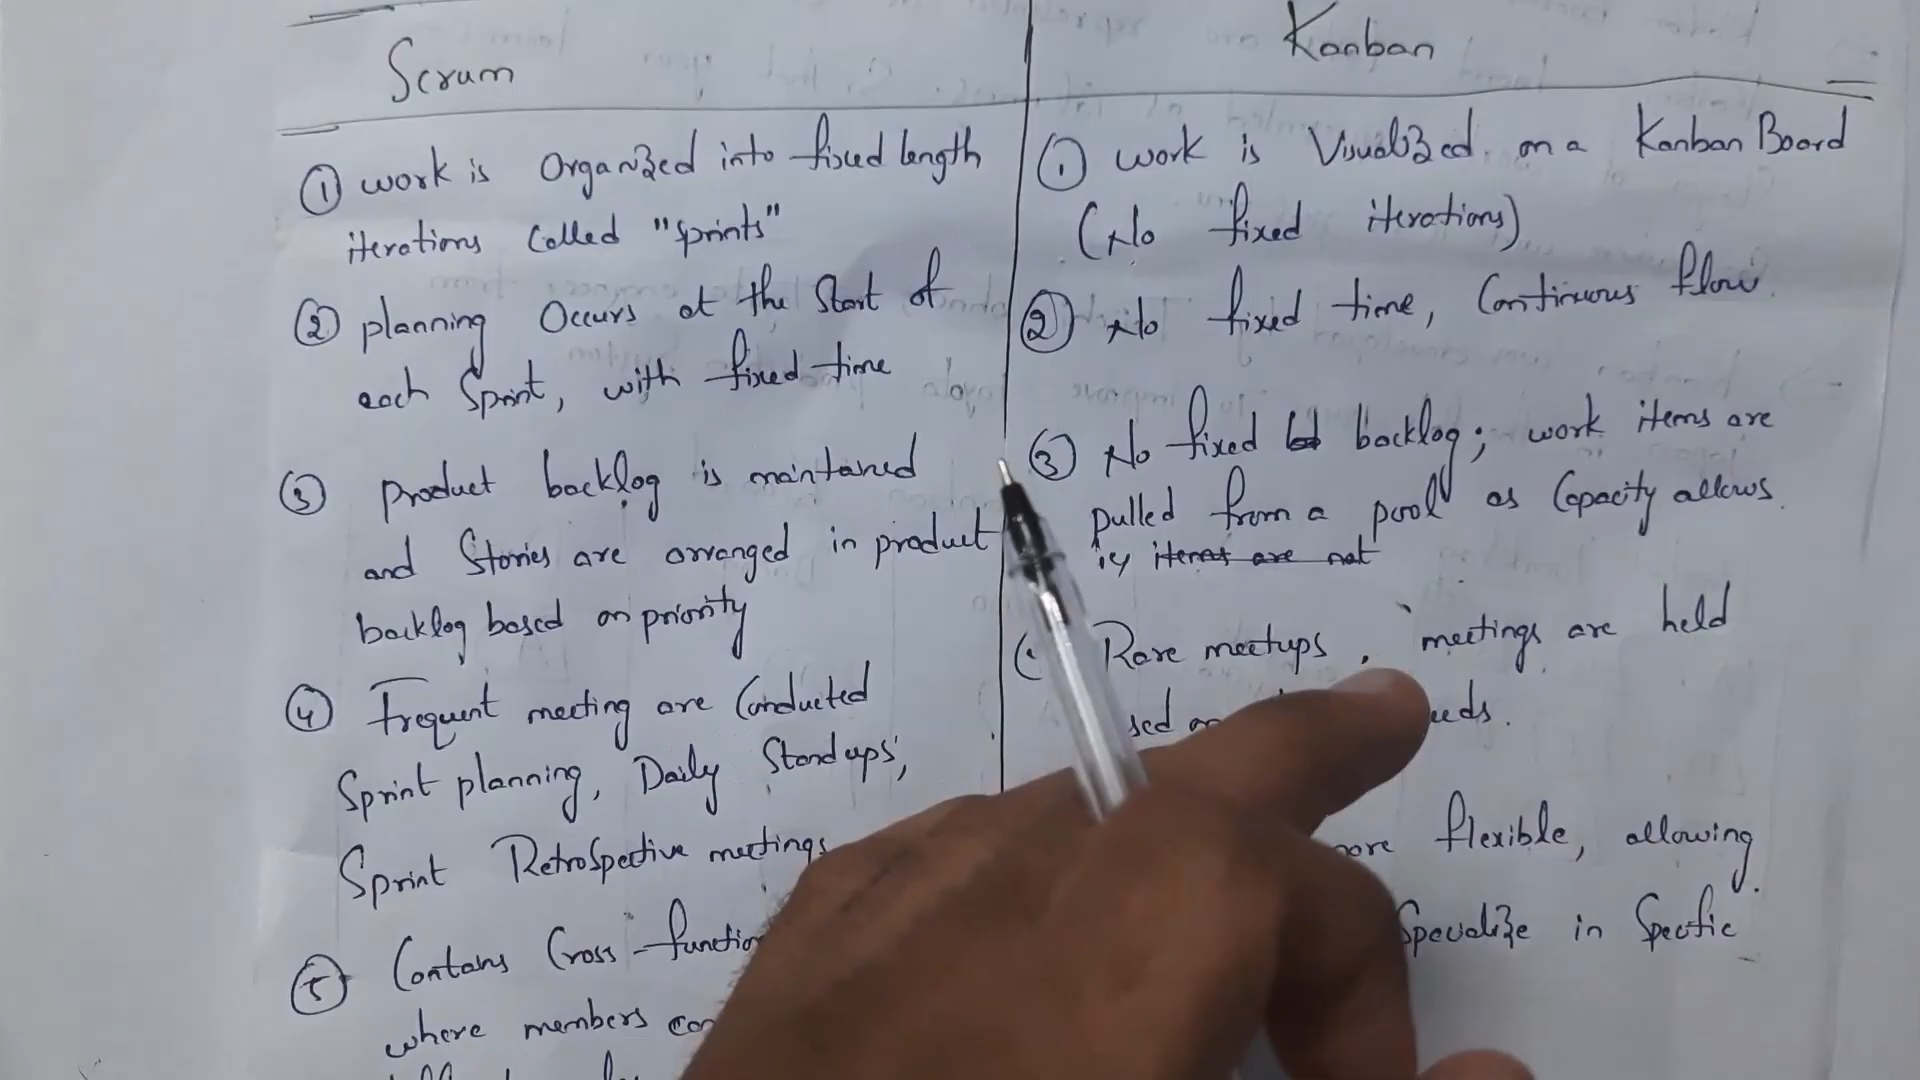 Scrum
① work is Organized into fixed length
iterations Called "Sprints"
② planning Occurs at the Start of
each Sprint, with fixed time
③ product backlog is maintained
and Stories are arranged in product
backlog based on priority
④ Frequent meeting are Conducted
Sprint planning, Daily Standups,
Sprint Retrospective meetings
⑤ Contains Cross-functio
where members can
Kanban
① work is Visualized on a Kanban Board
(No fixed iterations)
② No fixed time, Continuous flow
③ No fixed backlog; work items are
pulled from a pool as Capacity allows
items are not
Rare meetups, meetings are held
flexible, allowing
Specialize in Specific